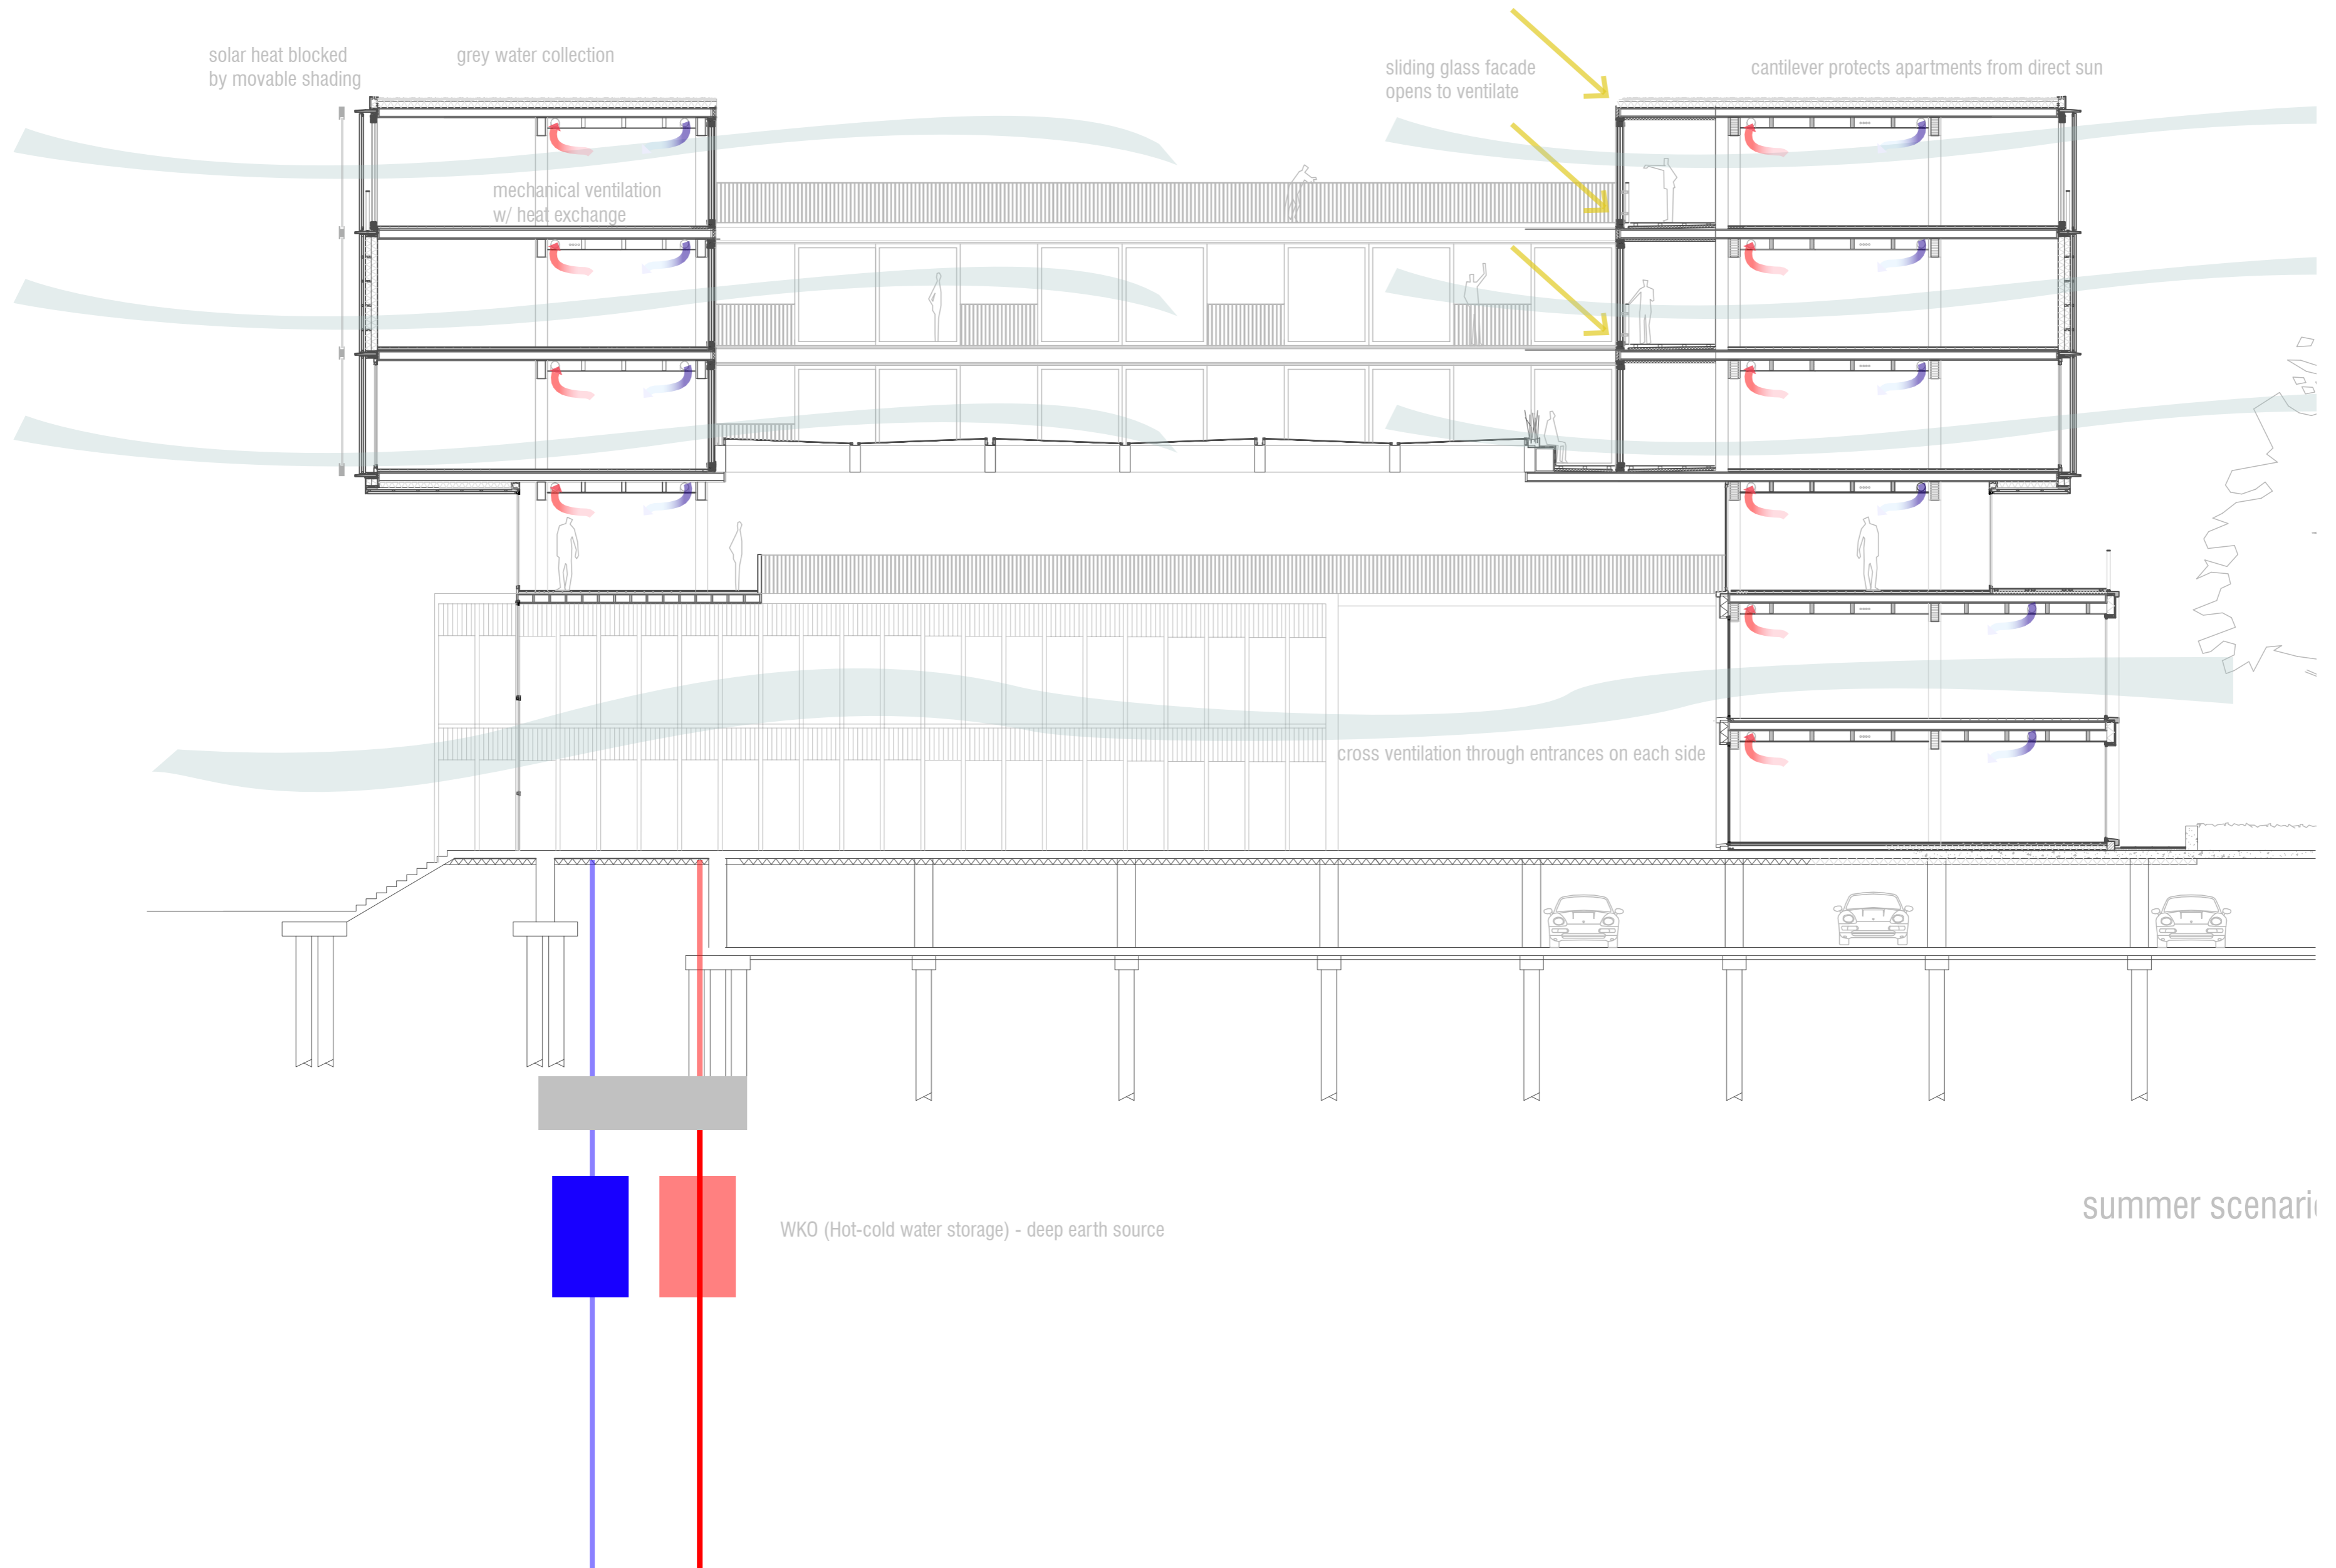 solar heat blocked
by movable shading
grey water collection
sliding glass facade
opens to ventilate
cantilever protects apartments from direct sun
mechanical ventilation
w/ heat exchange
cross ventilation through entrances on each side
WKO (Hot-cold water storage) - deep earth source
summer scenari